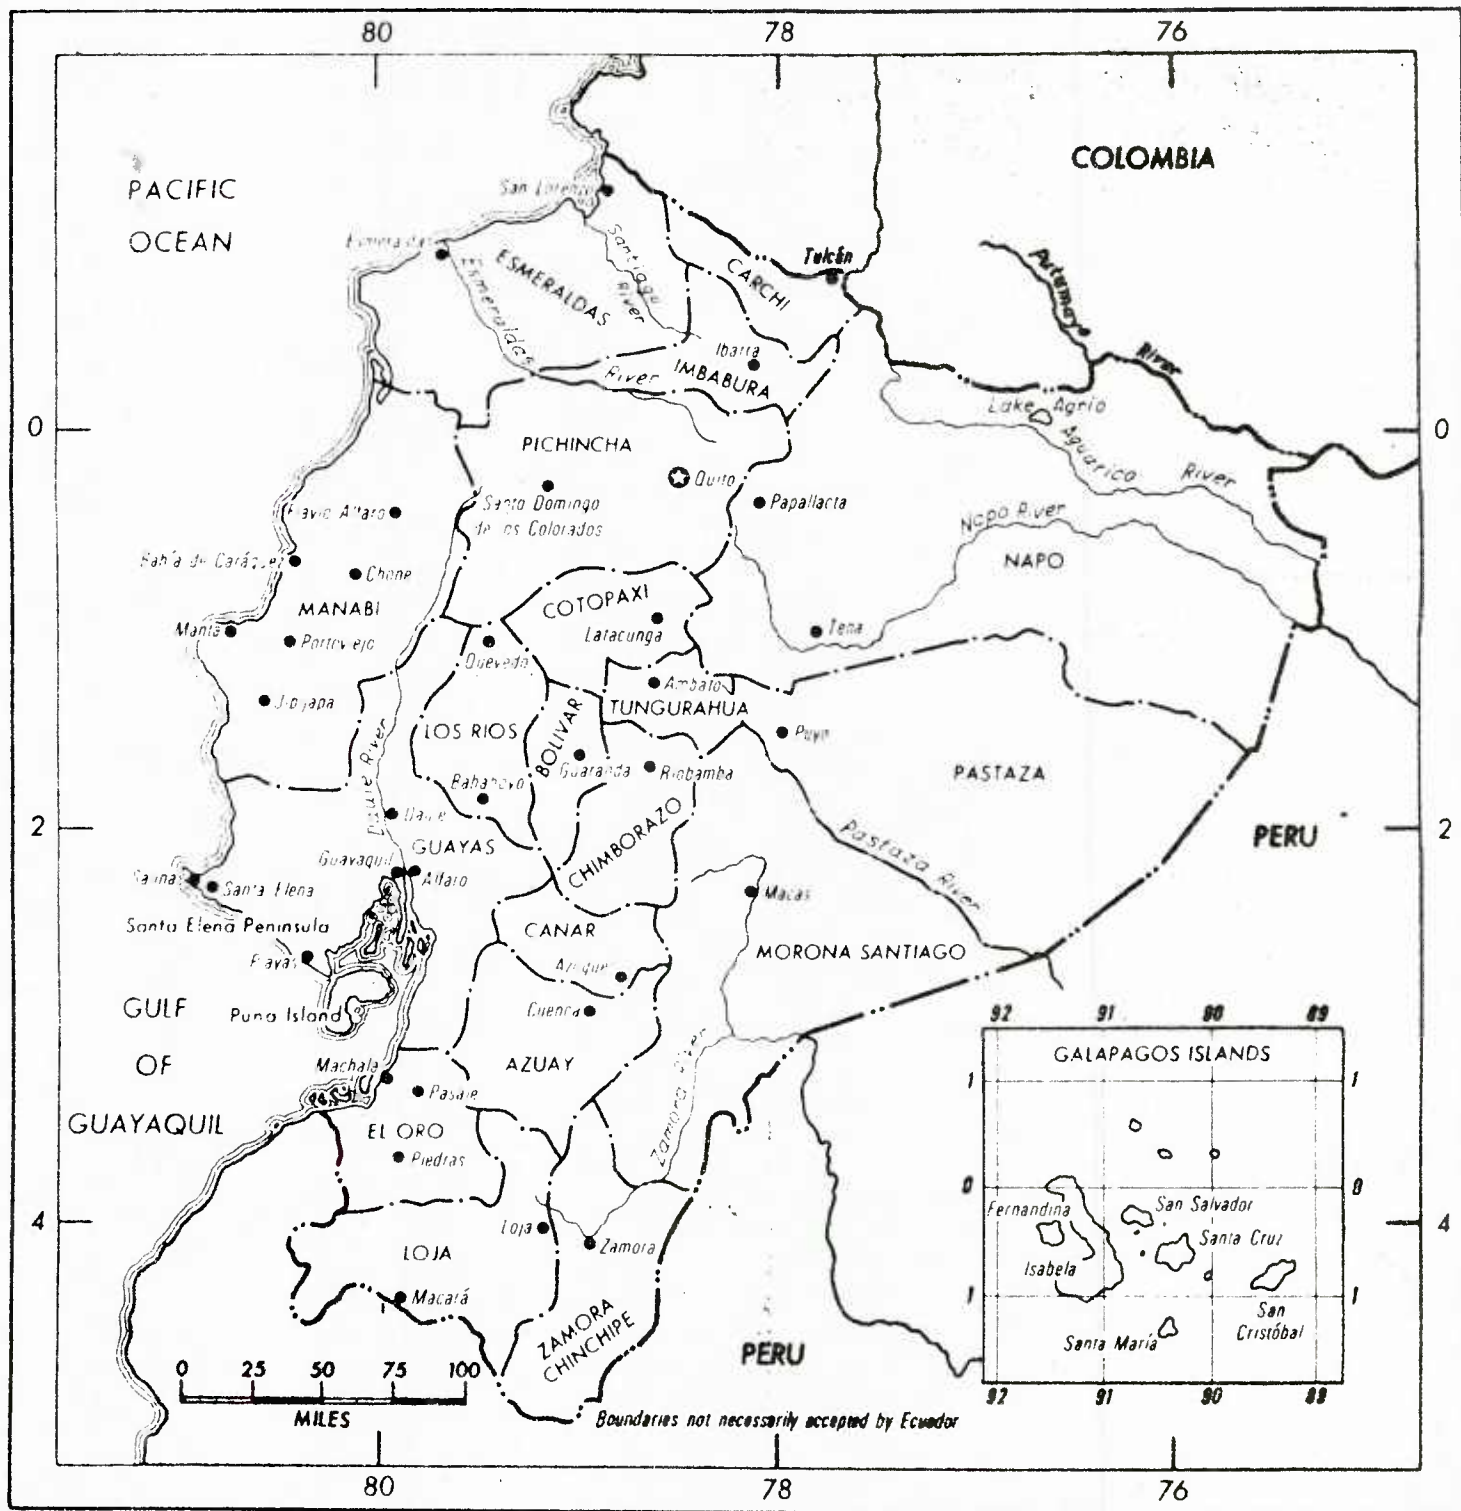 80 78 76
PACIFIC
OCEAN
COLOMBIA
San Lorenzo
Esmeraldas
ESMERALDAS
Santiago
River
Esmeraldas
River
CARCHI
Tulcán
Putumayo
River
Ibarra
IMBABURA
Lake Agrio
Aguarico River
0 0
PICHINCHA
Quito
Santo Domingo
de los Colorados
Papallacta
Flavio Alfaro
Napo River
NAPO
Bahía de Caráquez
Chone
MANABI
COTOPAXI
Latacunga
Manta
Portoviejo
Quevedo
Tena
Jipijapa
Ambato
TUNGURAHUA
LOS RIOS
BOLIVAR
Puyo
Daule River
Guaranda
Riobamba
PASTAZA
Babahoyo
2 2
Daule
GUAYAS
CHIMBORAZO
Pastaza River
PERU
Guayaquil
Alfaro
Salinas
Santa Elena
Macas
Santa Elena Peninsula
CANAR
MORONA SANTIAGO
Playas
Azogue
GULF
OF
GUAYAQUIL
Puna Island
Cuenca
Machala
AZUAY
Zamora River
Pasaje
EL ORO
Piedras
4 4
Loja
Zamora
LOJA
Macará
ZAMORA
CHINCHIPE
PERU
0 25 50 75 100
MILES
Boundaries not necessarily accepted by Ecuador
92 91 90 89
GALAPAGOS ISLANDS
1 1
0 0
Fernandina
San Salvador
Santa Cruz
Isabela
1 1
San
Cristóbal
Santa María
92 91 90 89
80 78 76